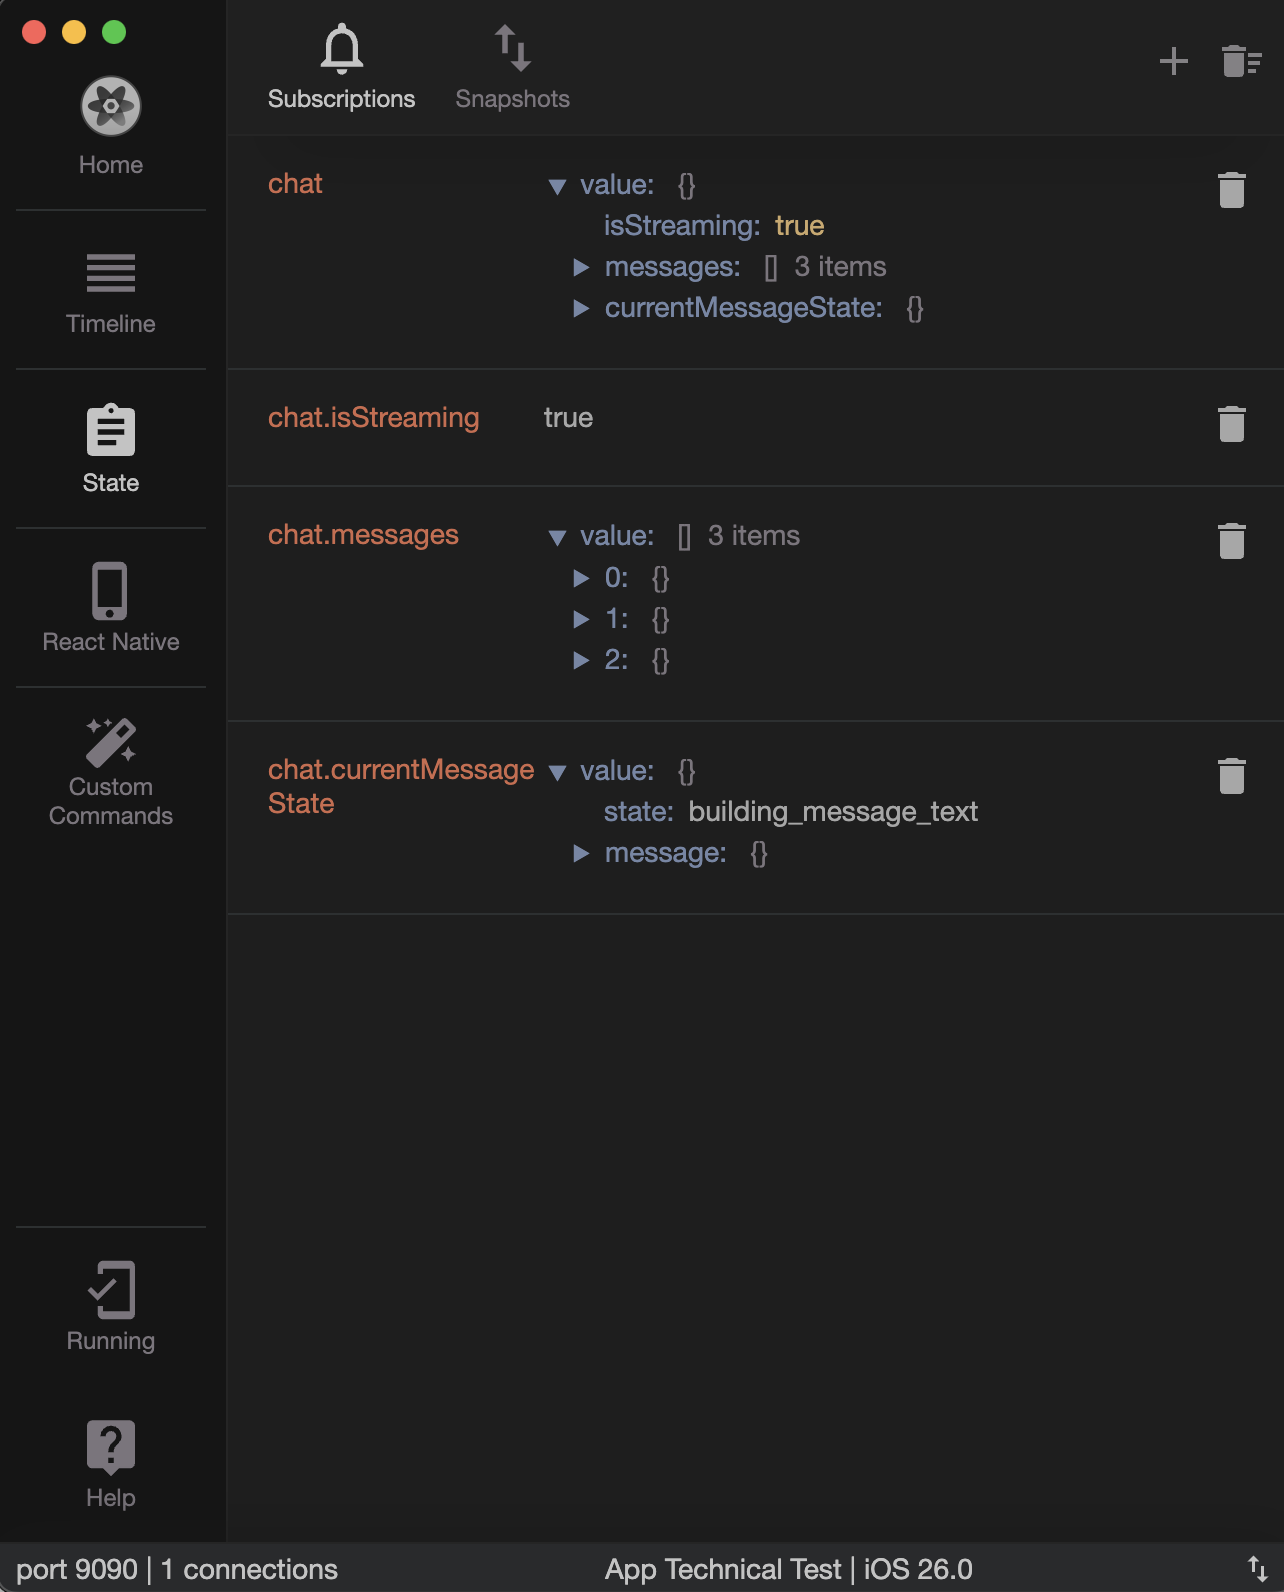 Home
Timeline
State
React Native
Custom
Commands
Running
Help
Subscriptions
Snapshots
chat
value: {}
isStreaming: true
messages: [] 3 items
currentMessageState: {}
chat.isStreaming
true
chat.messages
value: [] 3 items
0: {}
1: {}
2: {}
chat.currentMessage
State
value: {}
state: building_message_text
message: {}
port 9090 | 1 connections
App Technical Test | iOS 26.0